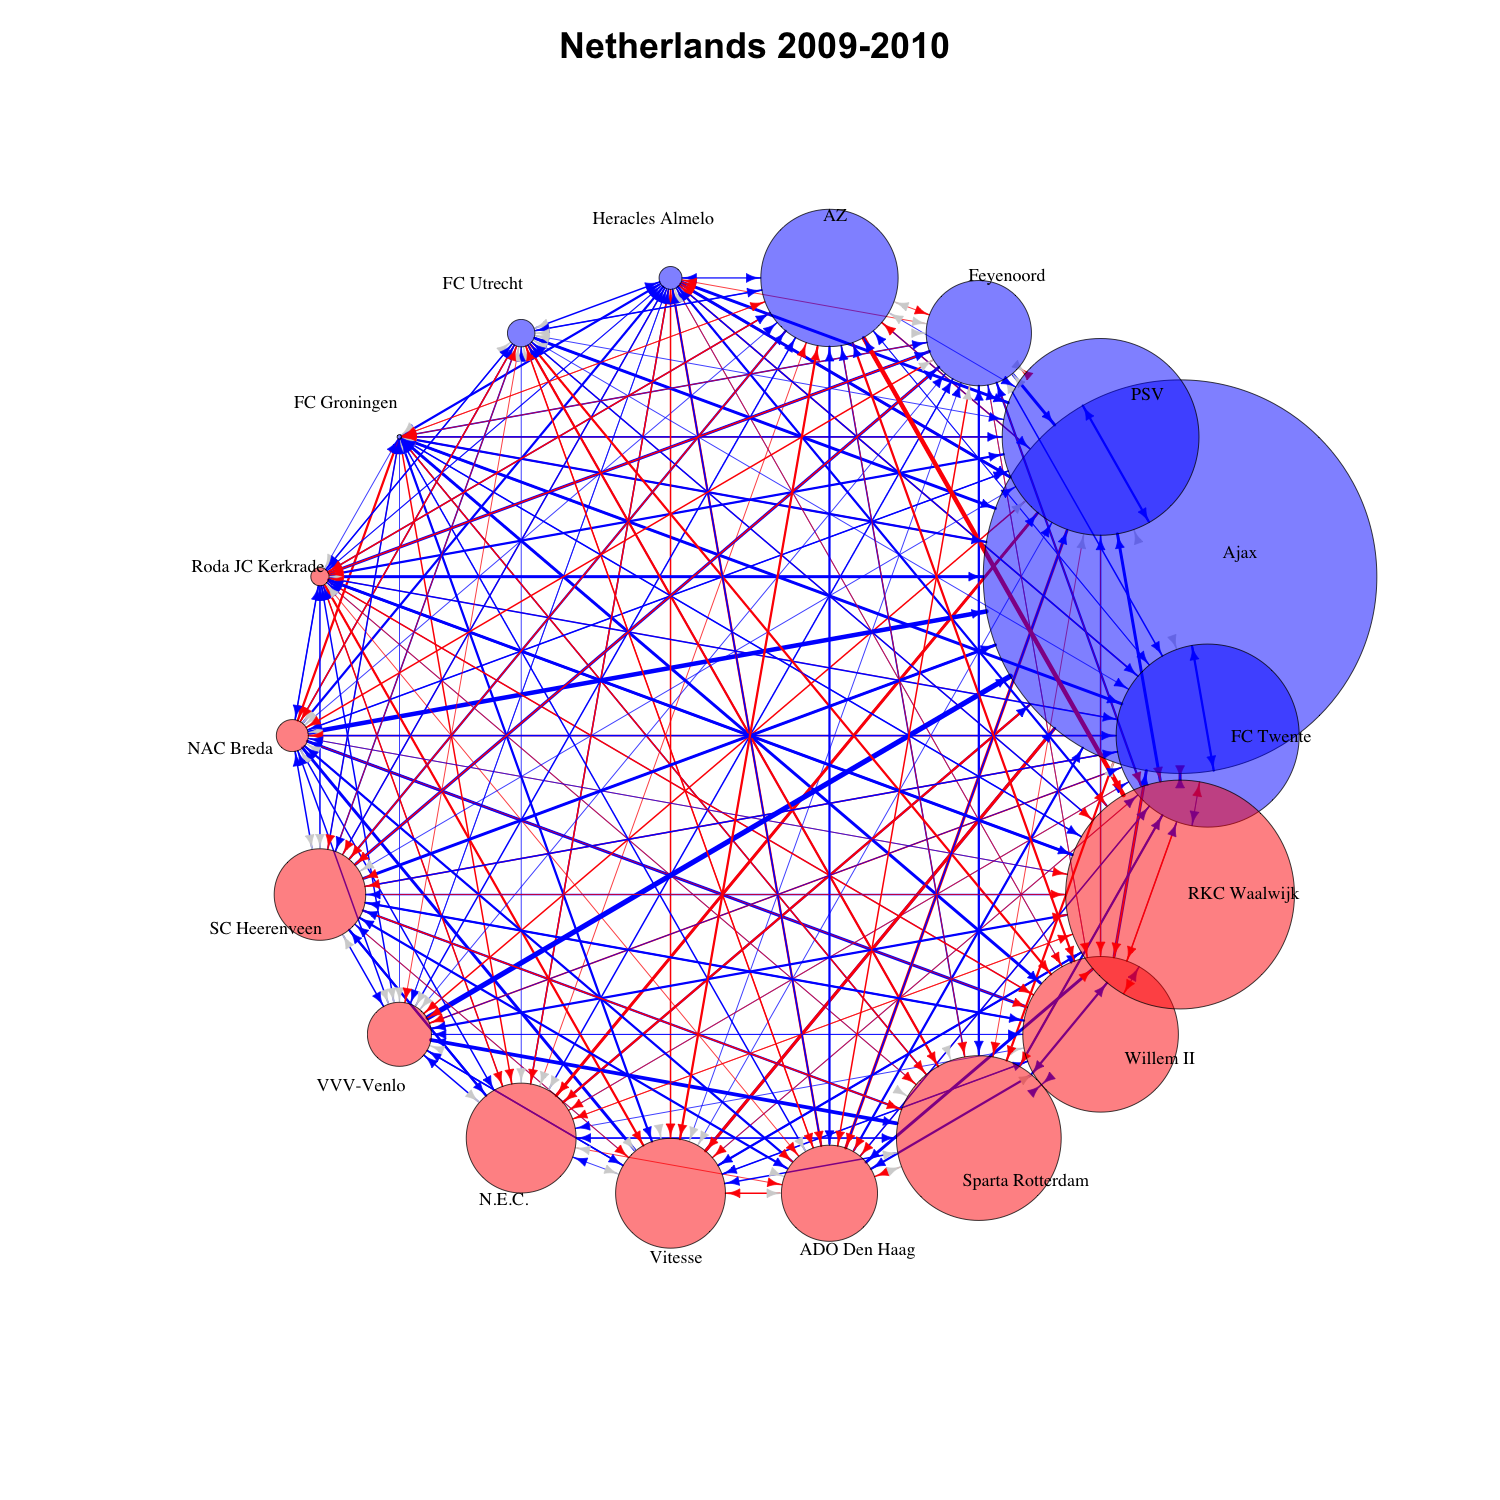 Netherlands 2009-2010
AZ
Heracles Almelo
Feyenoord
FC Utrecht
PSV
FC Groningen
Ajax
Roda JC Kerkrade
FC Twente
NAC Breda
RKC Waalwijk
SC Heerenveen
Willem II
VVV-Venlo
Sparta Rotterdam
N.E.C.
ADO Den Haag
Vitesse